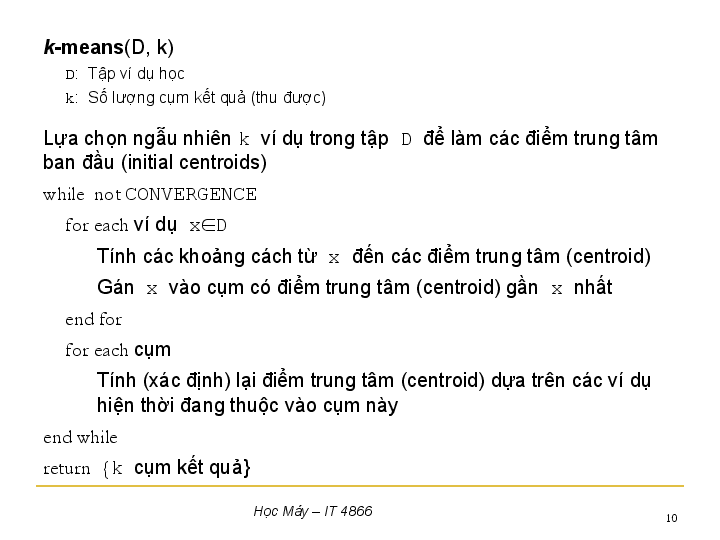 k-means(D, k)
D: Tập ví dụ học
k: Số lượng cụm kết quả (thu được)
Lựa chọn ngẫu nhiên k ví dụ trong tập D để làm các điểm trung tâm
ban đầu (initial centroids)
while not CONVERGENCE
for each ví dụ x∈D
Tính các khoảng cách từ x đến các điểm trung tâm (centroid)
Gán x vào cụm có điểm trung tâm (centroid) gần x nhất
end for
for each cụm
Tính (xác định) lại điểm trung tâm (centroid) dựa trên các ví dụ
hiện thời đang thuộc vào cụm này
end while
return {k cụm kết quả}
Học Máy – IT 4866
10